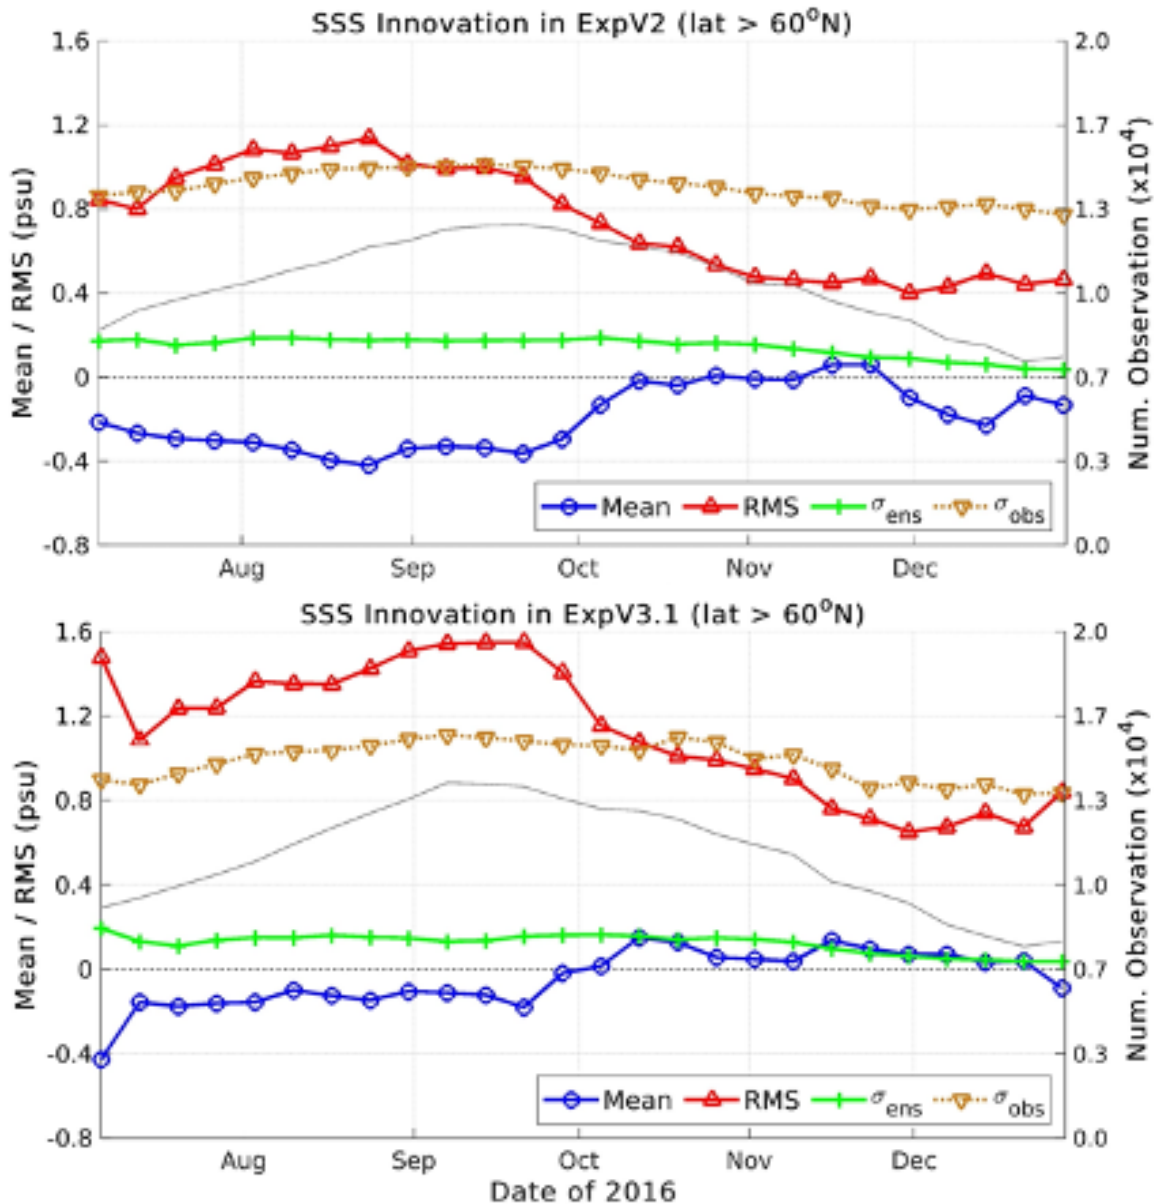 SSS Innovation in ExpV2 (lat > 60°N)
Mean / RMS (psu)
1.6
1.2
0.8
0.4
0
-0.4
-0.8
2.0
1.7
1.3
1.0
0.7
0.3
0.0
Num. Observation (x10⁴)
Mean RMS σens σobs
Aug Sep Oct Nov Dec
SSS Innovation in ExpV3.1 (lat > 60°N)
Mean / RMS (psu)
1.6
1.2
0.8
0.4
0
-0.4
-0.8
2.0
1.7
1.3
1.0
0.7
0.3
0.0
Num. Observation (x10⁴)
Mean RMS σens σobs
Aug Sep Oct Nov Dec
Date of 2016